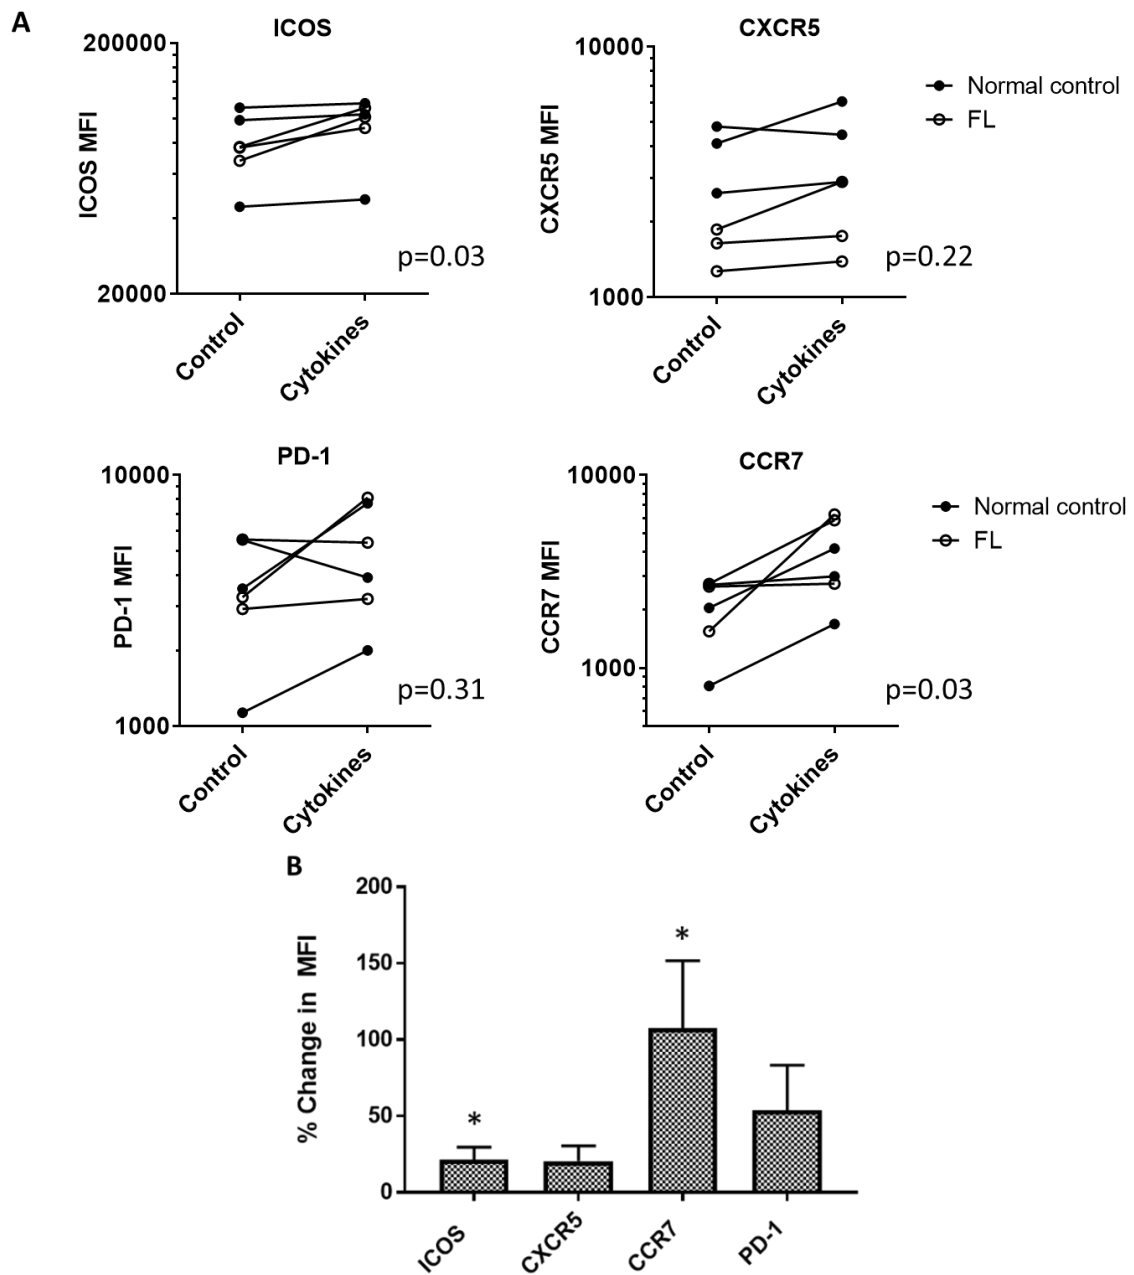 A
ICOS
CXCR5
200000
20000
ICOS MFI
p=0.03
Control
Cytokines
10000
1000
CXCR5 MFI
p=0.22
Control
Cytokines
Normal control
FL
PD-1
CCR7
10000
1000
PD-1 MFI
p=0.31
Control
Cytokines
10000
1000
CCR7 MFI
p=0.03
Control
Cytokines
Normal control
FL
B
200
150
100
50
0
% Change in MFI
*
*
ICOS
CXCR5
CCR7
PD-1